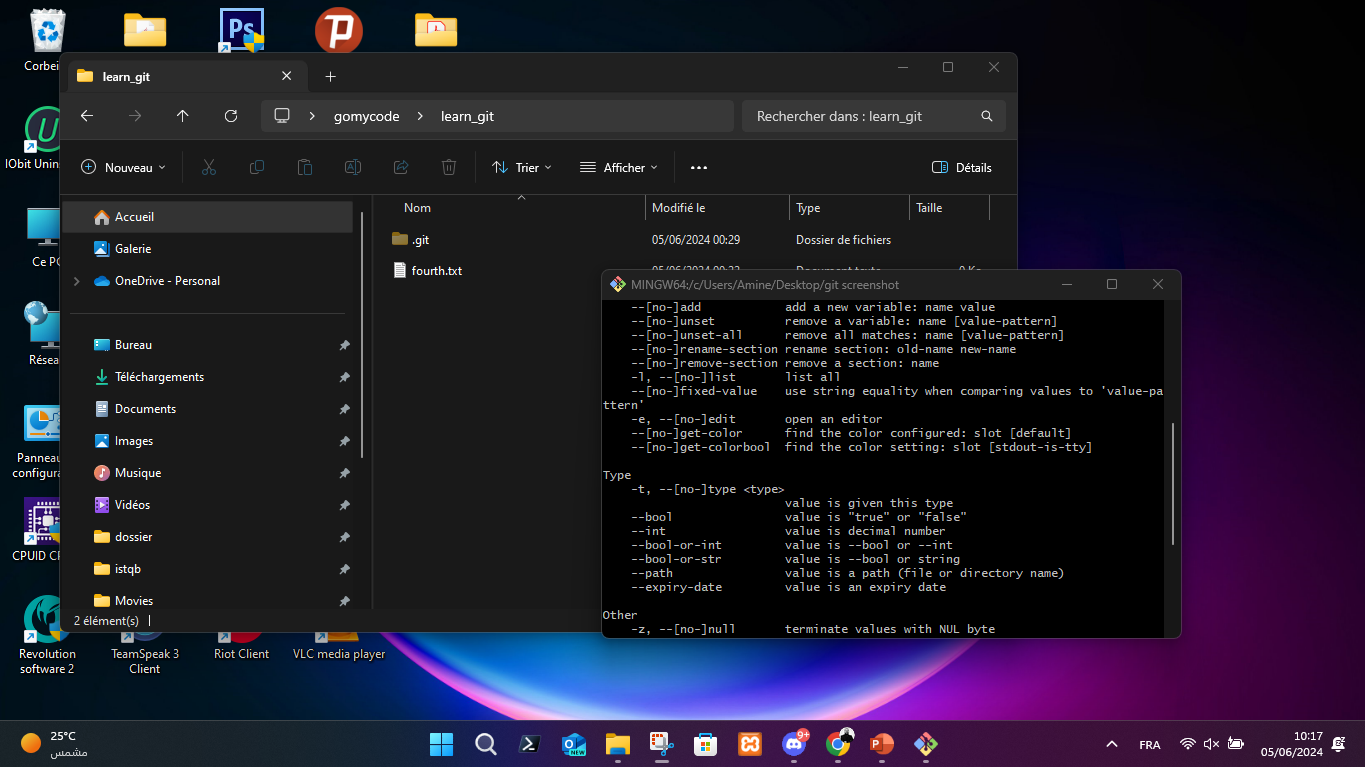 Corbei
Ps
learn_git
gomycode
learn_git
Rechercher dans : learn_git
Nouveau
Trier
Afficher
Détails
IObit Unin
Accueil
Galerie
OneDrive - Personal
Bureau
Téléchargements
Documents
Images
Musique
Vidéos
dossier
istqb
Movies
2 élément(s)
Nom
Modifié le
Type
Taille
.git
05/06/2024 00:29
Dossier de fichiers
fourth.txt
Ce PC
Résea
Panneau
configura
CPUID CP
Revolution
software 2
TeamSpeak 3
Client
Riot Client
VLC media player
MINGW64:/c/Users/Amine/Desktop/git screenshot
--[no-]add add a new variable: name value
--[no-]unset remove a variable: name [value-pattern]
--[no-]unset-all remove all matches: name [value-pattern]
--[no-]rename-section rename section: old-name new-name
--[no-]remove-section remove a section: name
-l, --[no-]list list all
--[no-]fixed-value use string equality when comparing values to 'value-pa
ttern'
-e, --[no-]edit open an editor
--[no-]get-color find the color configured: slot [default]
--[no-]get-colorbool find the color setting: slot [stdout-is-tty]
Type
-t, --[no-]type <type>
value is given this type
--bool value is "true" or "false"
--int value is decimal number
--bool-or-int value is --bool or --int
--bool-or-str value is --bool or string
--path value is a path (file or directory name)
--expiry-date value is an expiry date
Other
-z, --[no-]null terminate values with NUL byte
25°C
مشمس
NEW
9+
FRA
10:17
05/06/2024